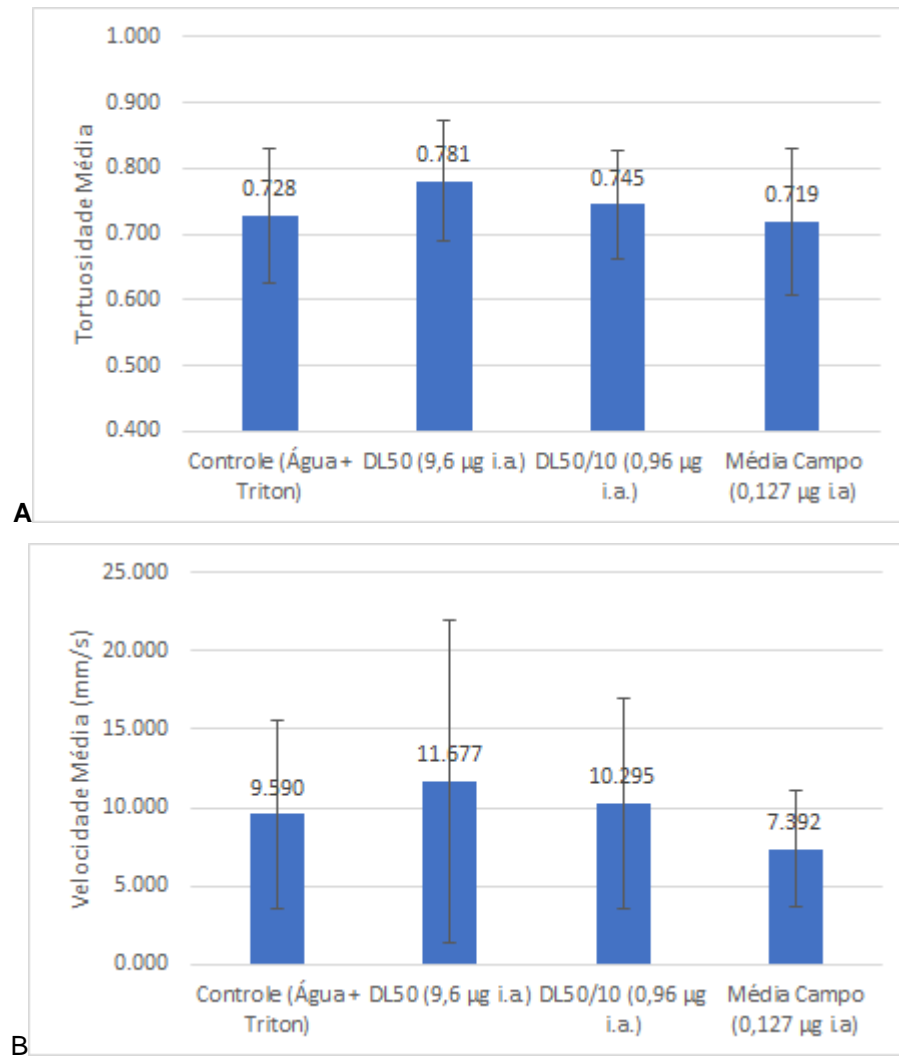 1.000
0.900
0.800
0.700
0.600
0.500
0.400
Tortuosidade Média
0.728
0.781
0.745
0.719
Controle (Água + Triton)
DL50 (9,6 µg i.a.)
DL50/10 (0,96 µg i.a.)
Média Campo (0,127 µg i.a)
A
25.000
20.000
15.000
10.000
5.000
0.000
Velocidade Média (mm/s)
9.590
11.677
10.295
7.392
Controle (Água + Triton)
DL50 (9,6 µg i.a.)
DL50/10 (0,96 µg i.a.)
Média Campo (0,127 µg i.a)
B